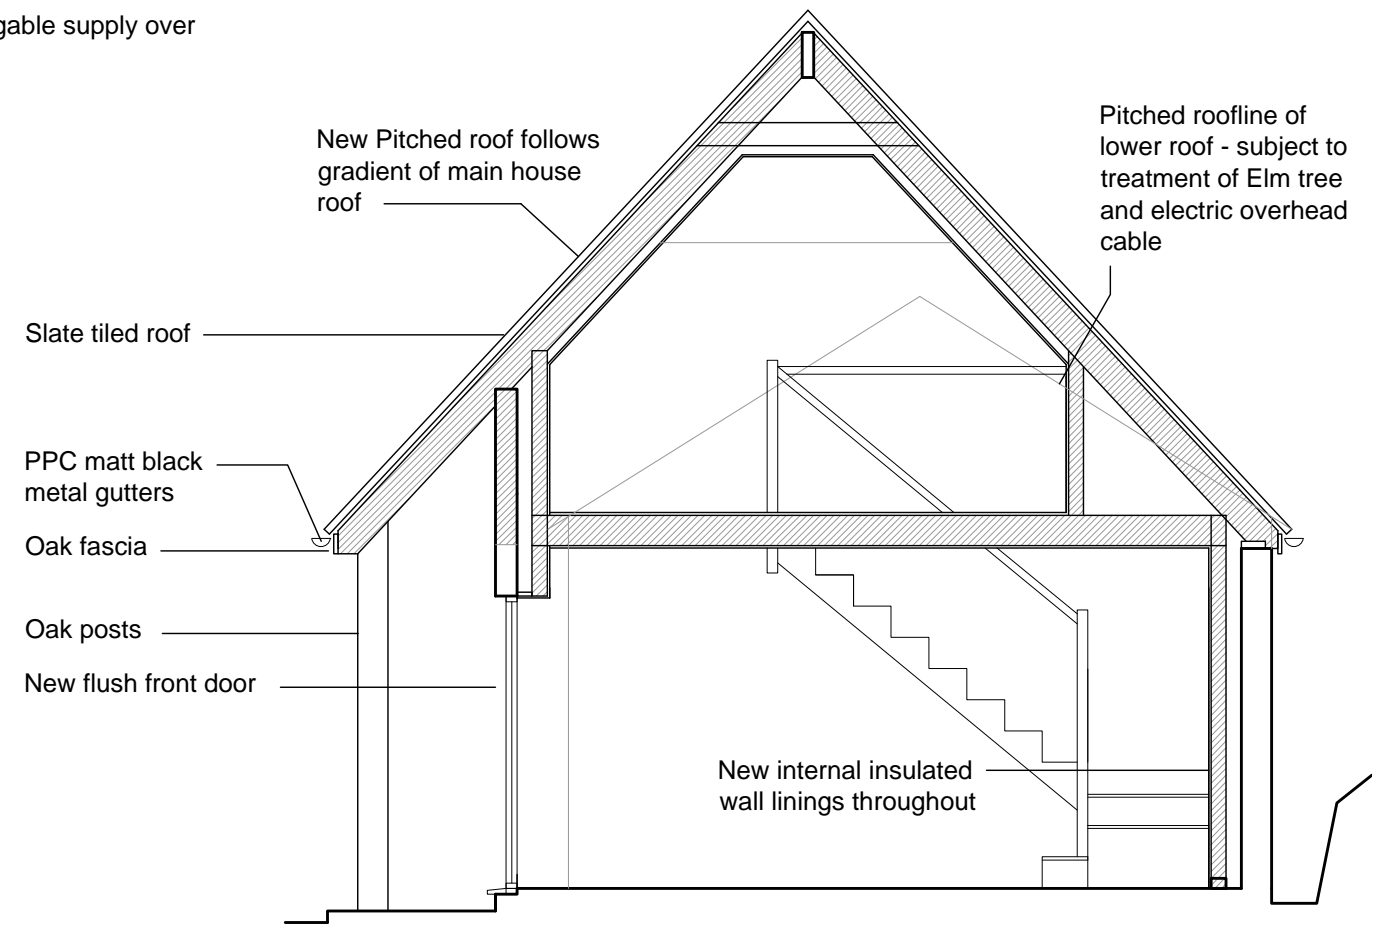 gable supply over
New Pitched roof follows
gradient of main house
roof
Pitched roofline of
lower roof - subject to
treatment of Elm tree
and electric overhead
cable
Slate tiled roof
PPC matt black
metal gutters
Oak fascia
Oak posts
New flush front door
New internal insulated
wall linings throughout